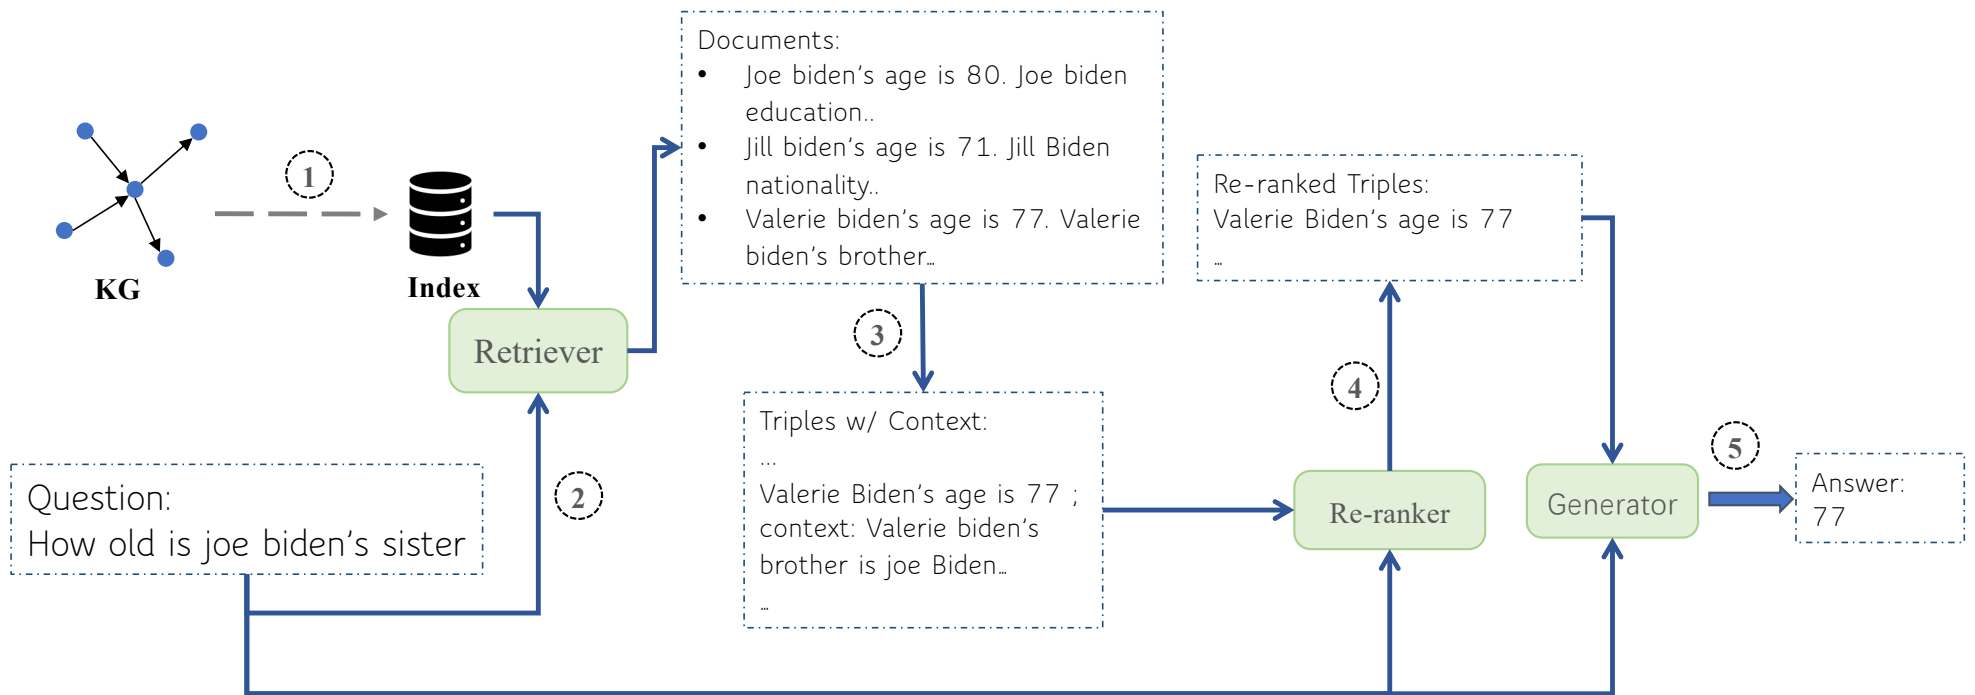 KG
1
Index
Retriever
Question:
How old is joe biden's sister
2
Documents:
• Joe biden's age is 80. Joe biden
education..
• Jill biden's age is 71. Jill Biden
nationality..
• Valerie biden's age is 77. Valerie
biden's brother…
3
Triples w/ Context:
...
Valerie Biden's age is 77 ;
context: Valerie biden's
brother is joe Biden…
…
Re-ranker
4
Re-ranked Triples:
Valerie Biden's age is 77
…
Generator
5
Answer:
77